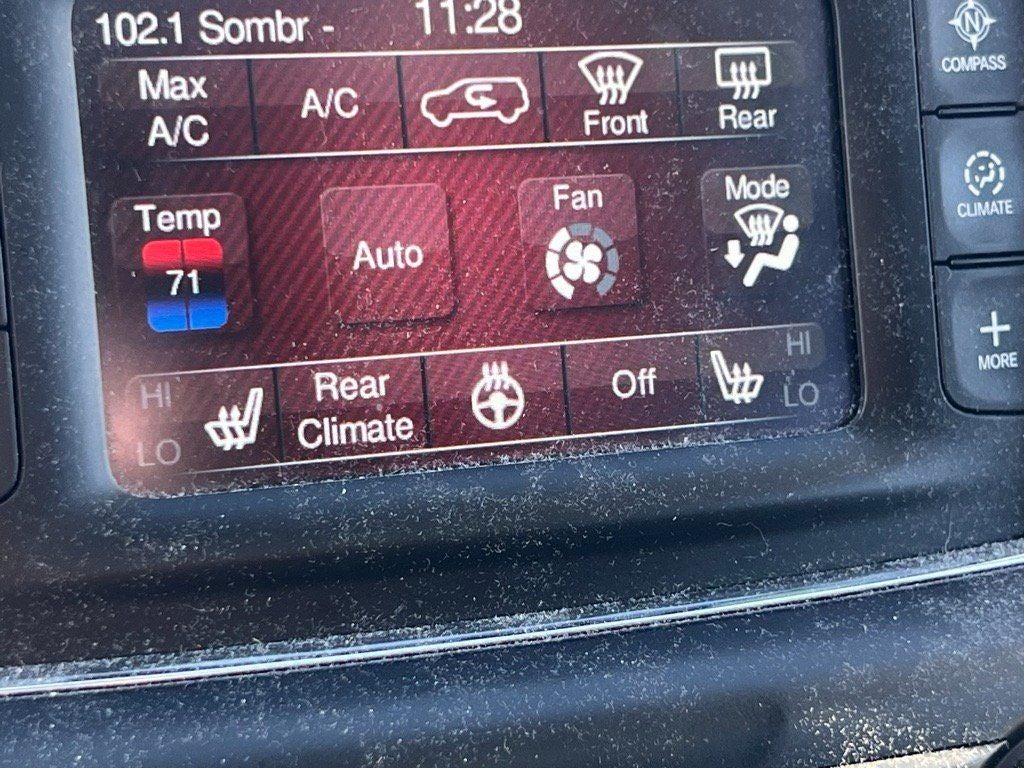 102.1 Sombr - 11:28
Max
A/C
A/C
Front
Rear
Temp
71
Auto
Fan
Mode
HI
LO
Rear
Climate
Off
HI
LO
N
COMPASS
CLIMATE
+
MORE